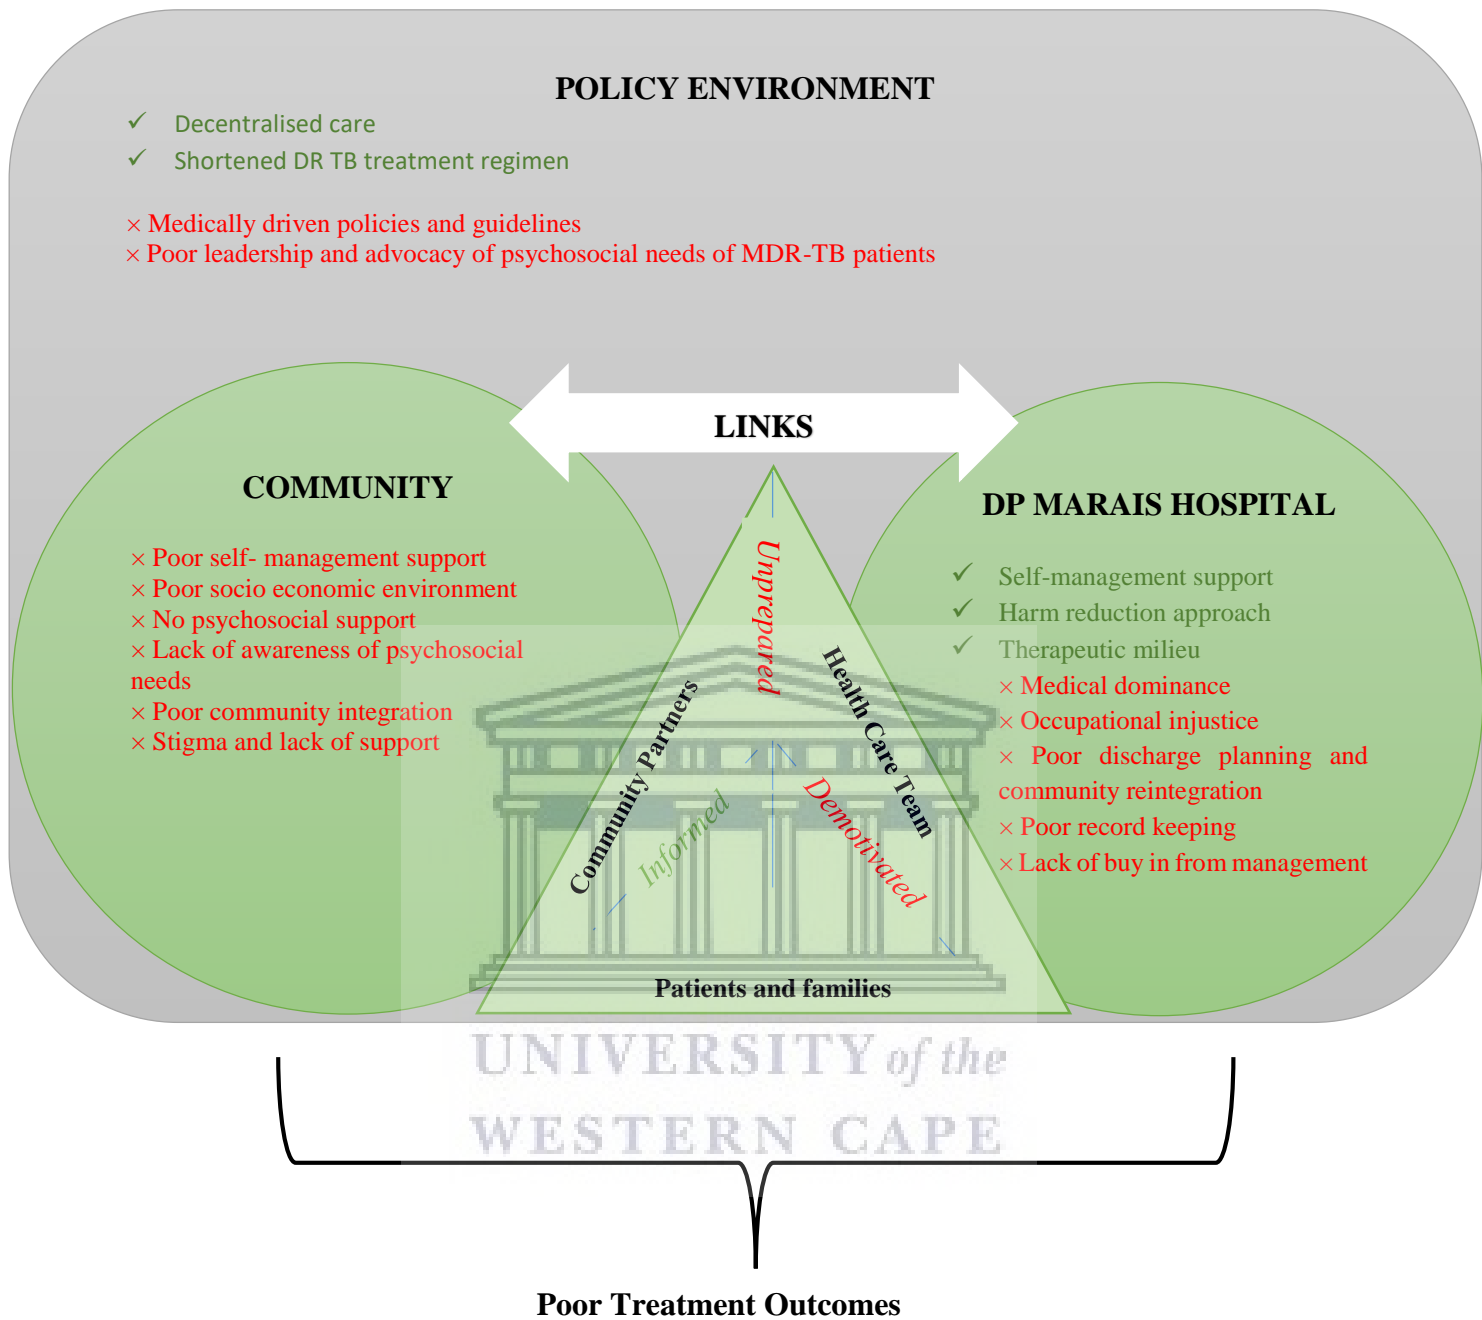 POLICY ENVIRONMENT
✓ Decentralised care
✓ Shortened DR TB treatment regimen
× Medically driven policies and guidelines
× Poor leadership and advocacy of psychosocial needs of MDR-TB patients
LINKS
COMMUNITY
× Poor self- management support
× Poor socio economic environment
× No psychosocial support
× Lack of awareness of psychosocial
needs
× Poor community integration
× Stigma and lack of support
Unprepared
Community Partners
Health Care Team
Informed
Demotivated
Patients and families
DP MARAIS HOSPITAL
✓ Self-management support
✓ Harm reduction approach
✓ Therapeutic milieu
× Medical dominance
× Occupational injustice
× Poor discharge planning and
community reintegration
× Poor record keeping
× Lack of buy in from management
UNIVERSITY of the
WESTERN CAPE
Poor Treatment Outcomes